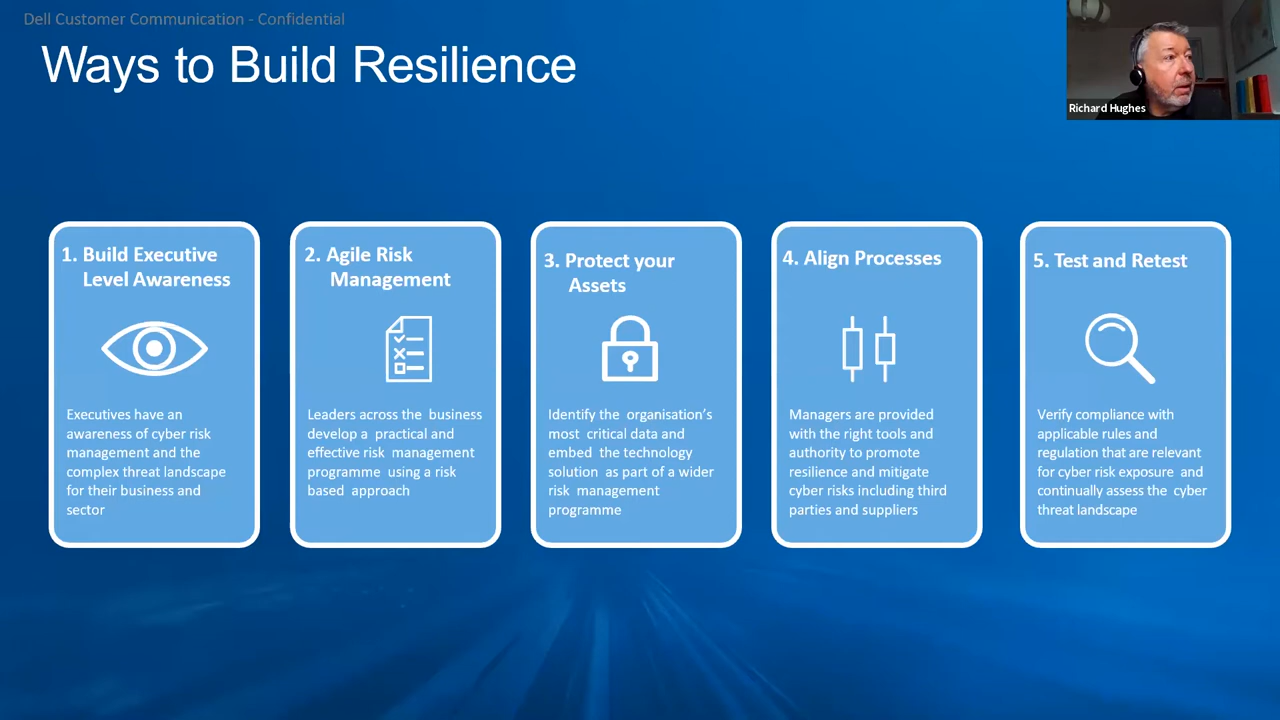 Dell Customer Communication - Confidential
Ways to Build Resilience
Richard Hughes
1. Build Executive
Level Awareness
Executives have an
awareness of cyber risk
management and the
complex threat landscape
for their business and
sector
2. Agile Risk
Management
Leaders across the business
develop a practical and
effective risk management
programme using a risk
based approach
3. Protect your
Assets
Identify the organisation’s
most critical data and
embed the technology
solution as part of a wider
risk management
programme
4. Align Processes
Managers are provided
with the right tools and
authority to promote
resilience and mitigate
cyber risks including third
parties and suppliers
5. Test and Retest
Verify compliance with
applicable rules and
regulation that are relevant
for cyber risk exposure and
continually assess the cyber
threat landscape